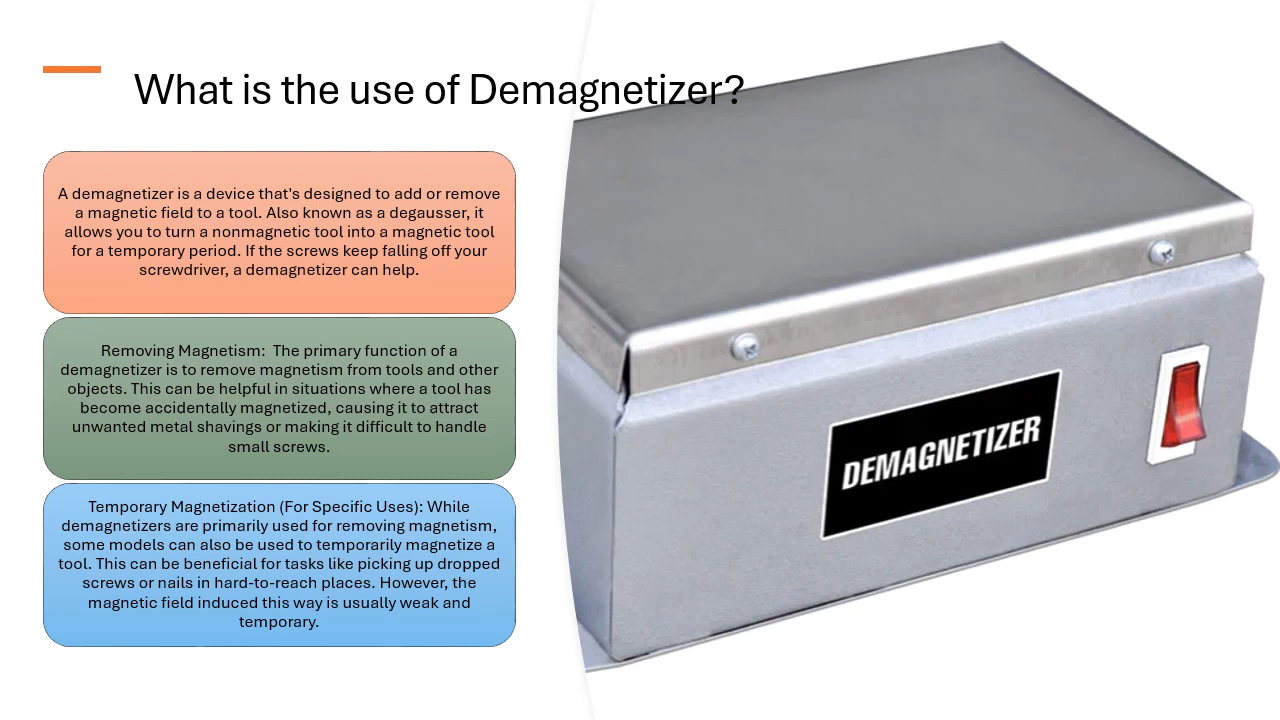 What is the use of Demagnetizer?
A demagnetizer is a device that's designed to add or remove
a magnetic field to a tool. Also known as a degausser, it
allows you to turn a nonmagnetic tool into a magnetic tool
for a temporary period. If the screws keep falling off your
screwdriver, a demagnetizer can help.
Removing Magnetism:  The primary function of a
demagnetizer is to remove magnetism from tools and other
objects. This can be helpful in situations where a tool has
become accidentally magnetized, causing it to attract
unwanted metal shavings or making it difficult to handle
small screws.
Temporary Magnetization (For Specific Uses): While
demagnetizers are primarily used for removing magnetism,
some models can also be used to temporarily magnetize a
tool. This can be beneficial for tasks like picking up dropped
screws or nails in hard-to-reach places. However, the
magnetic field induced this way is usually weak and
temporary.
DEMAGNETIZER